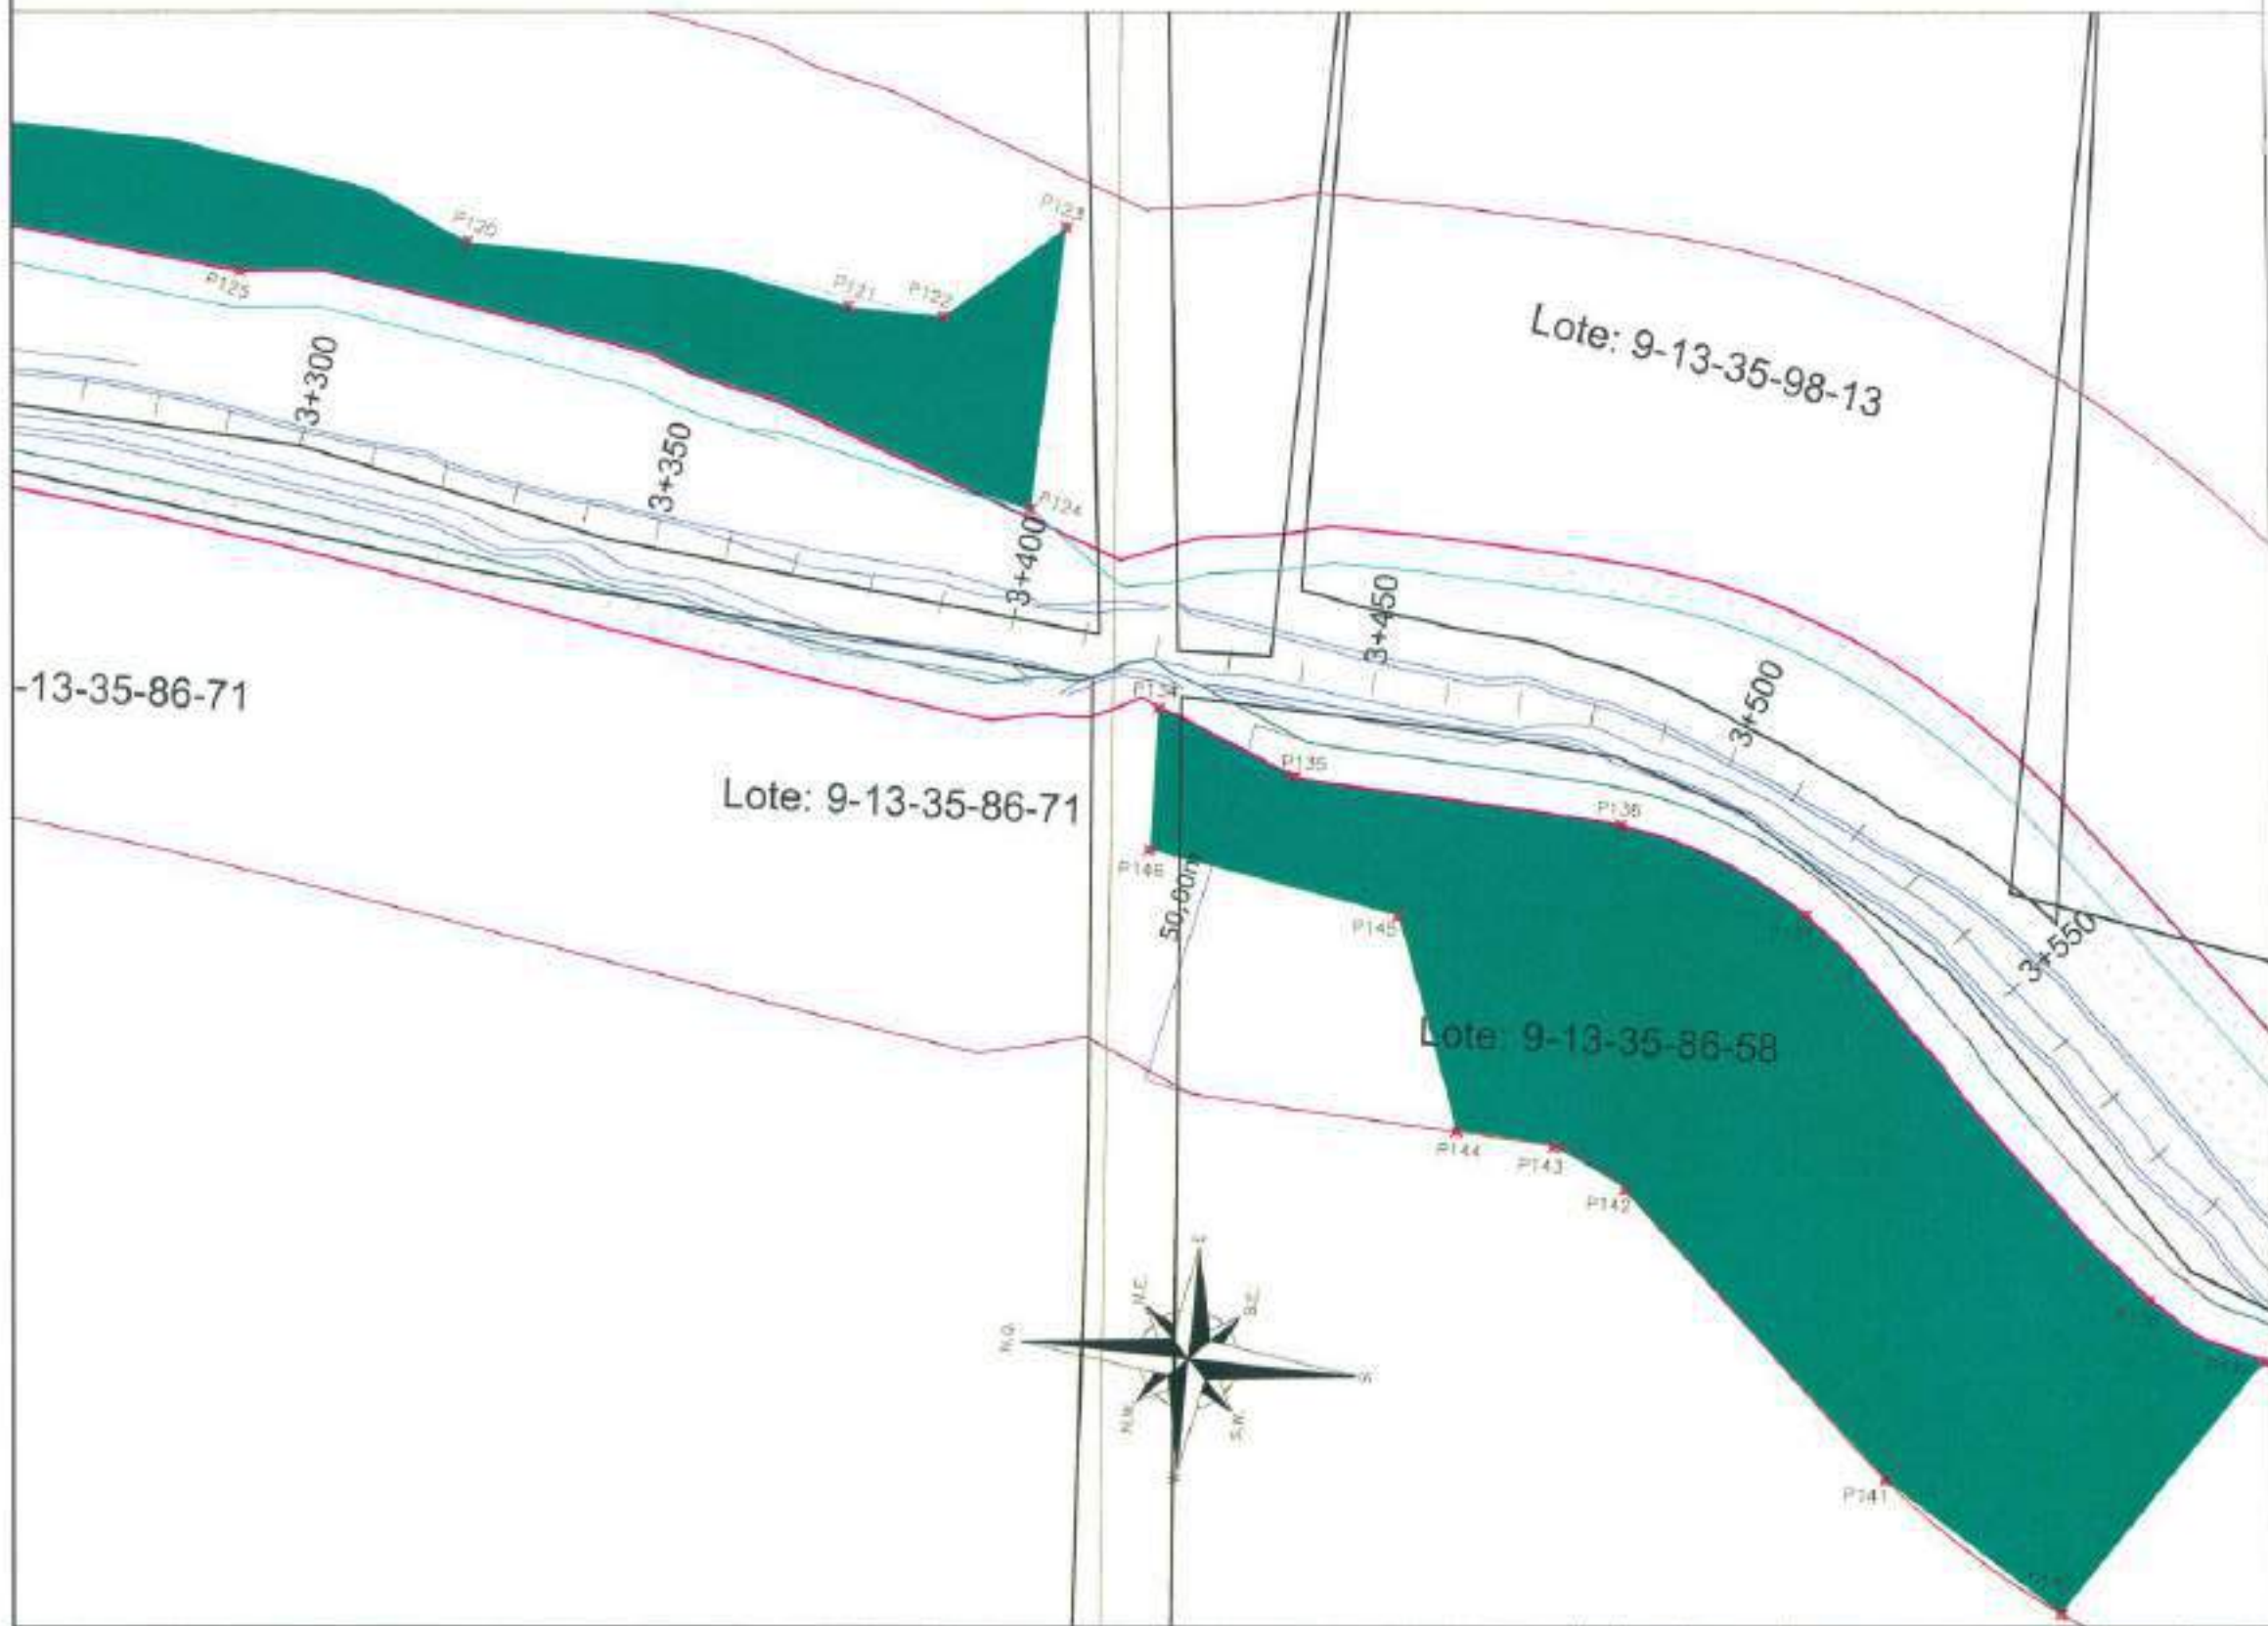 P123
P120
P121
P122
P125
Lote: 9-13-35-98-13
3+300
3+350
P124
3+400
3+450
3+500
-13-35-86-71
P134
Lote: 9-13-35-86-71
P135
P136
P146
50,00m
P145
3+550
Lote: 9-13-35-86-58
P144
P143
P142
N.E.
S.E.
N.O.
S
N.W.
S.W.
P141